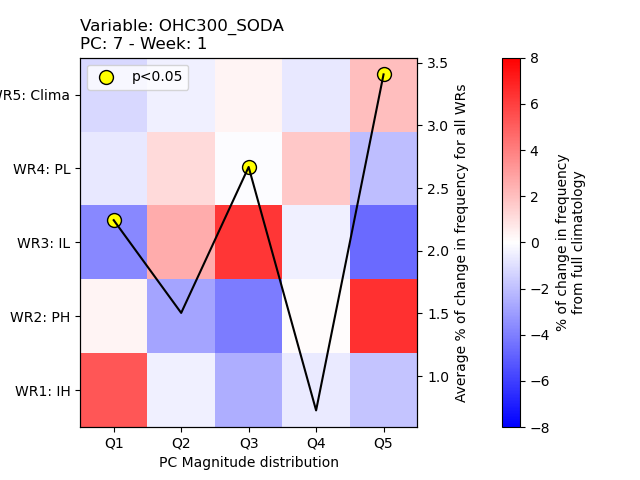 Variable: OHC300_SODA
PC: 7 - Week: 1
p<0.05
WR5: Clima
WR4: PL
WR3: IL
WR2: PH
WR1: IH
Q1 Q2 Q3 Q4 Q5
PC Magnitude distribution
3.5
3.0
2.5
2.0
1.5
1.0
Average % of change in frequency for all WRs
8
6
4
2
0
−2
−4
−6
−8
% of change in frequency
from full climatology